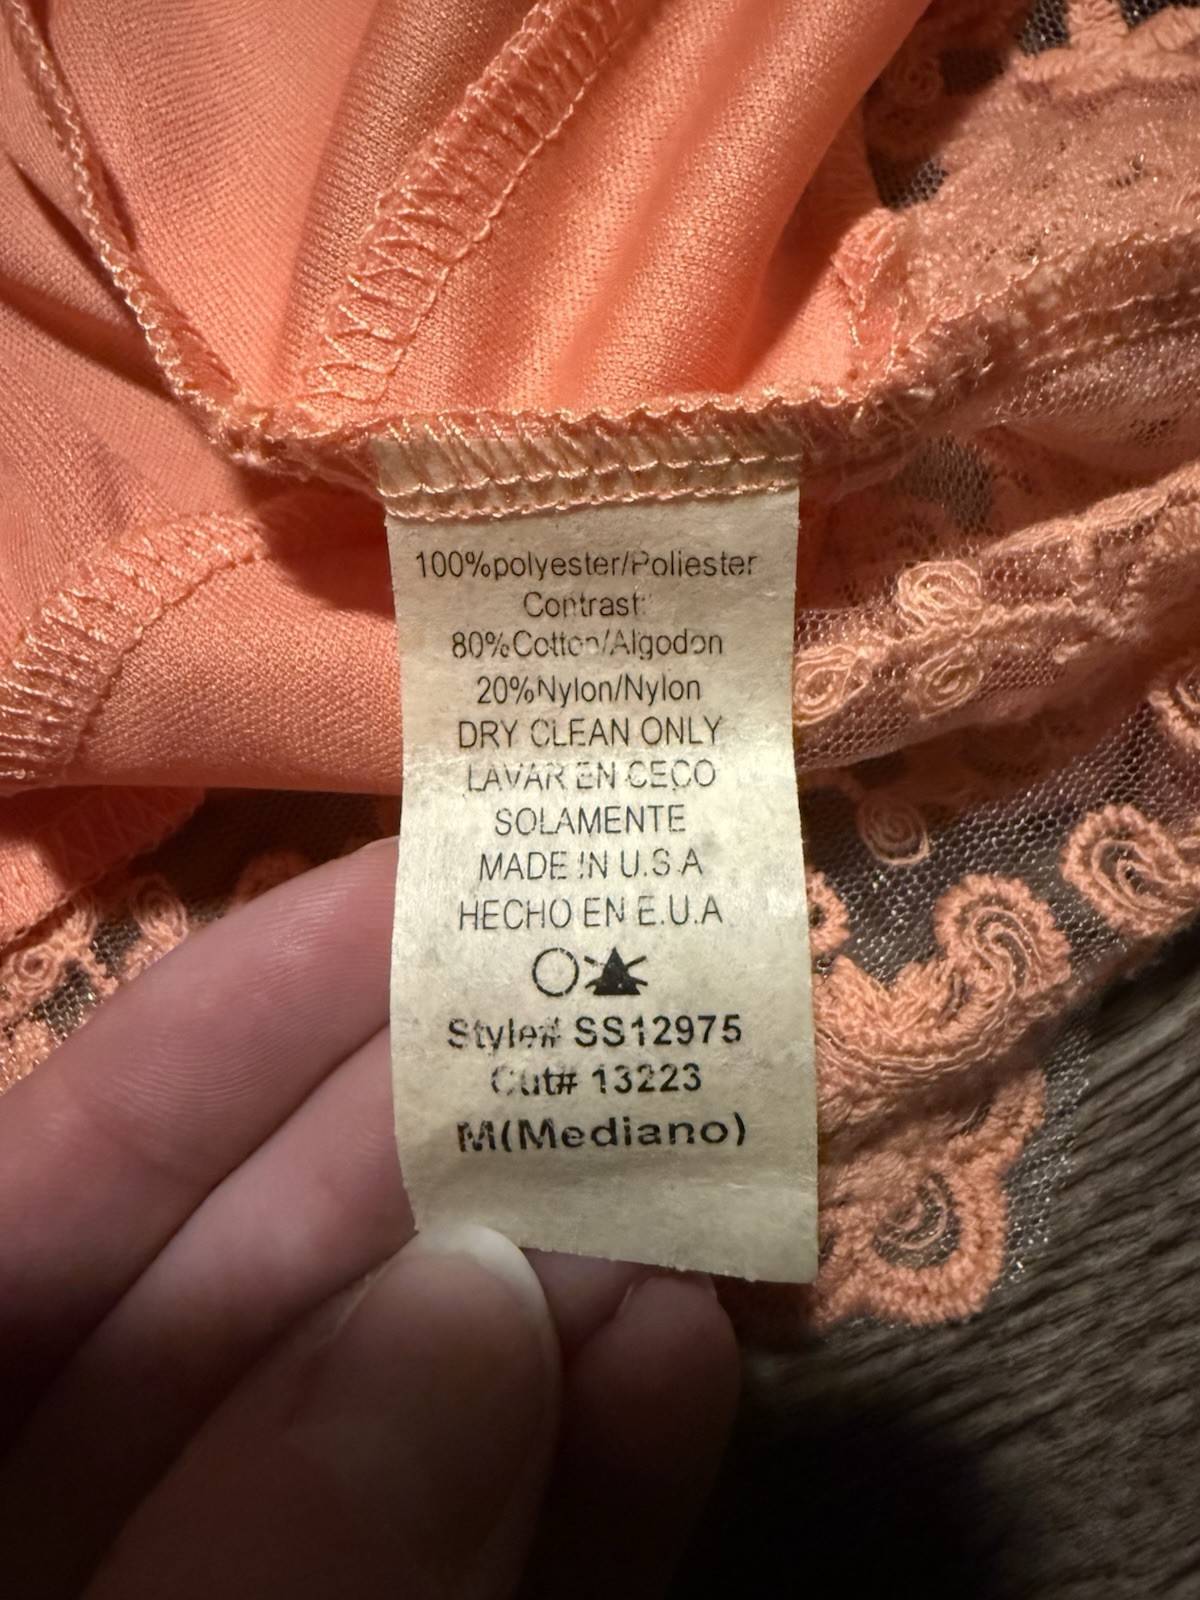 100%polyester/Poliester
Contrast:
80%Cotton/Algodon
20%Nylon/Nylon
DRY CLEAN ONLY
LAVAR EN CECO
SOLAMENTE
MADE IN U.S.A
HECHO EN E.U.A
Style# SS12975
Cut# 13223
M(Mediano)